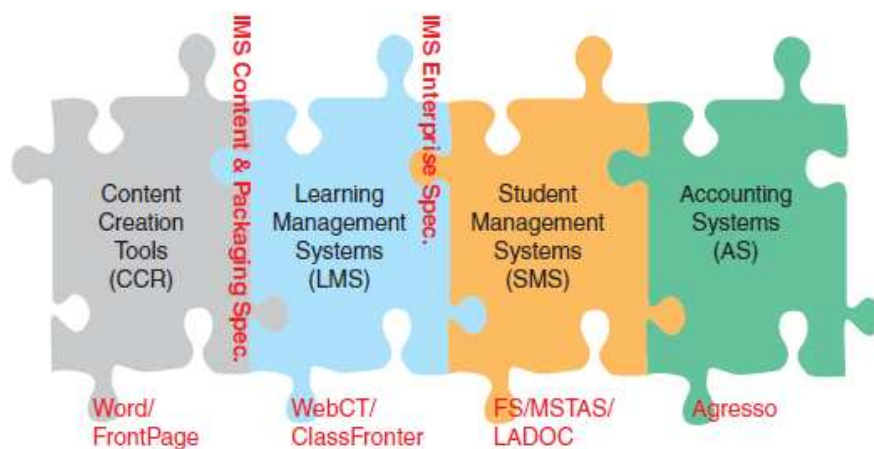 IMS Content & Packaging Spec.
IMS Enterprise Spec.
Content
Creation
Tools
(CCR)
Learning
Management
Systems
(LMS)
Student
Management
Systems
(SMS)
Accounting
Systems
(AS)
Word/
FrontPage
WebCT/
ClassFronter
FS/MSTAS/
LADOC
Agresso